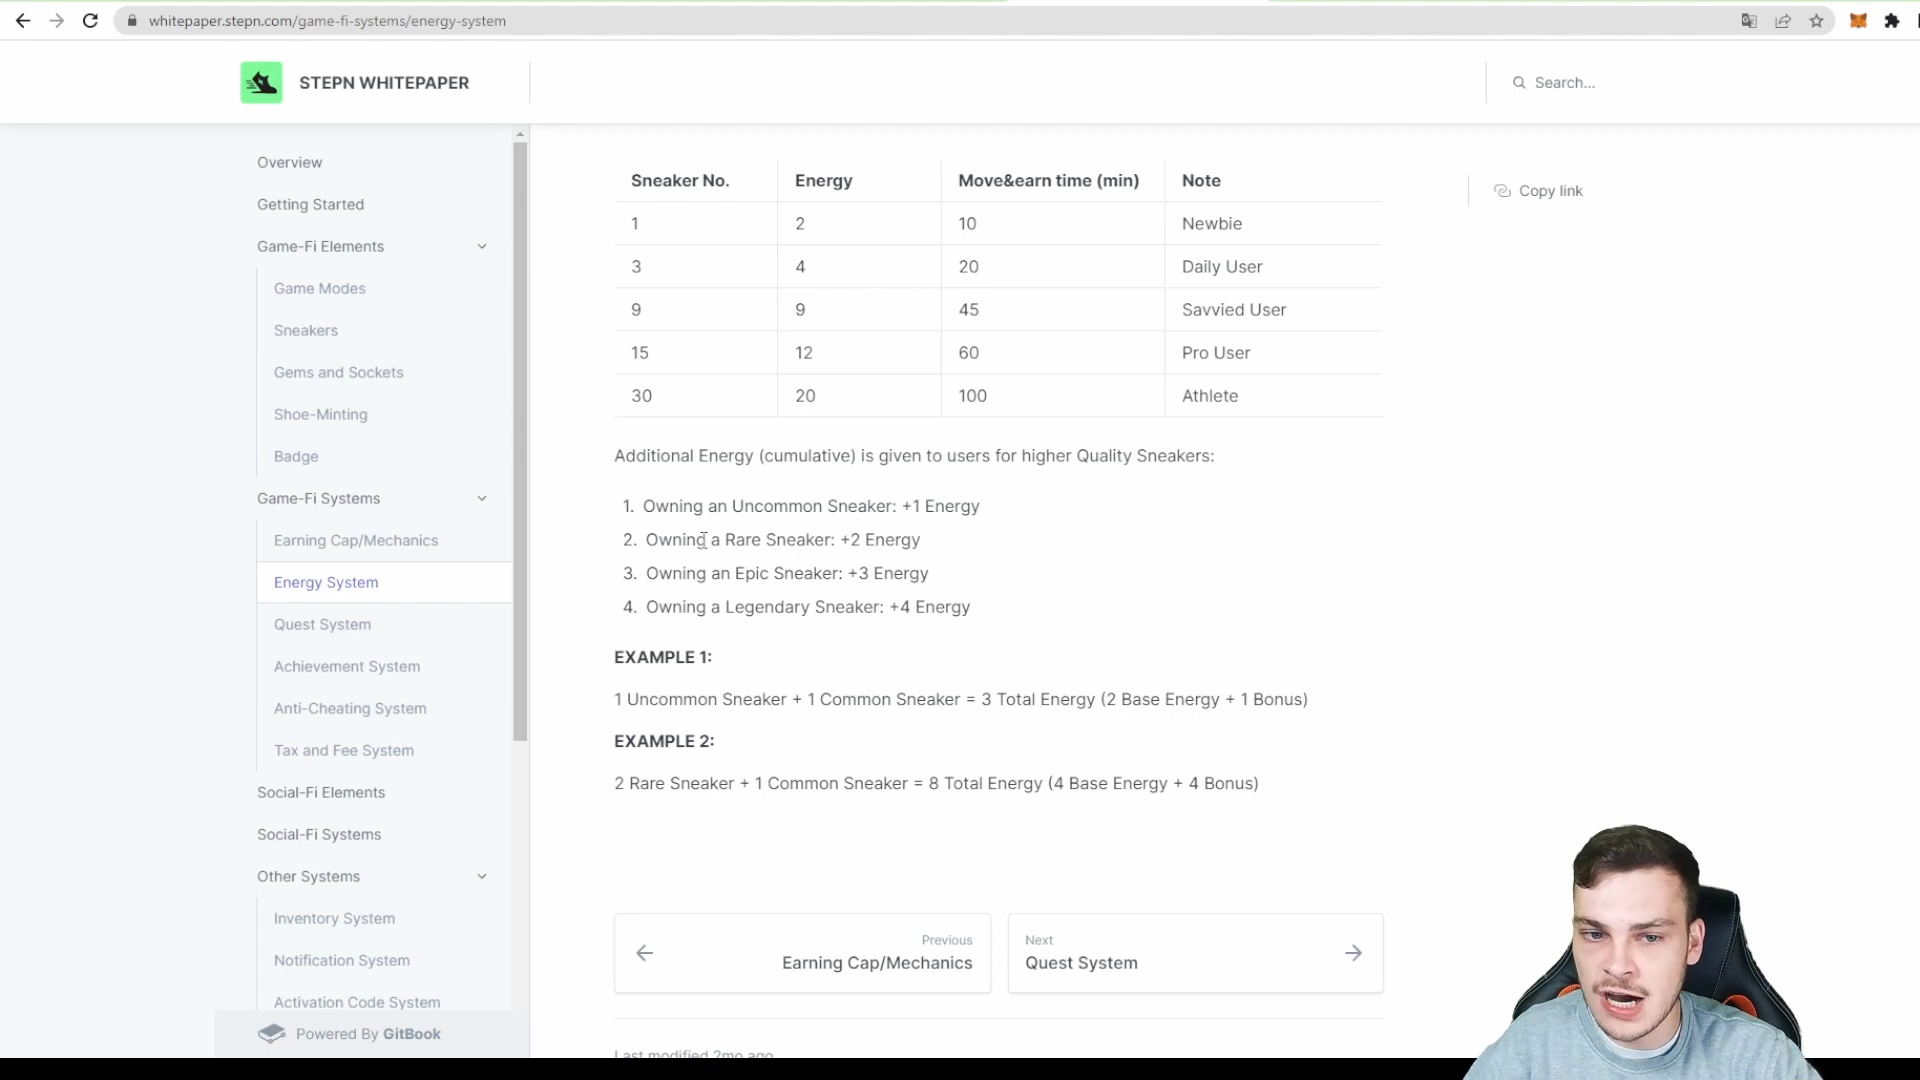 whitepaper.stepn.com/game-fi-systems/energy-system
STEPN WHITEPAPER
Search...
Overview
Getting Started
Game-Fi Elements
Game Modes
Sneakers
Gems and Sockets
Shoe-Minting
Badge
Game-Fi Systems
Earning Cap/Mechanics
Energy System
Quest System
Achievement System
Anti-Cheating System
Tax and Fee System
Social-Fi Elements
Social-Fi Systems
Other Systems
Inventory System
Notification System
Activation Code System
Powered By GitBook
Sneaker No. Energy Move&earn time (min) Note
1 2 10 Newbie
3 4 20 Daily User
9 9 45 Savvied User
15 12 60 Pro User
30 20 100 Athlete
Additional Energy (cumulative) is given to users for higher Quality Sneakers:
1. Owning an Uncommon Sneaker: +1 Energy
2. Owning a Rare Sneaker: +2 Energy
3. Owning an Epic Sneaker: +3 Energy
4. Owning a Legendary Sneaker: +4 Energy
EXAMPLE 1:
1 Uncommon Sneaker + 1 Common Sneaker = 3 Total Energy (2 Base Energy + 1 Bonus)
EXAMPLE 2:
2 Rare Sneaker + 1 Common Sneaker = 8 Total Energy (4 Base Energy + 4 Bonus)
Previous
Earning Cap/Mechanics
Next
Quest System
Last modified 2mo ago
Copy link